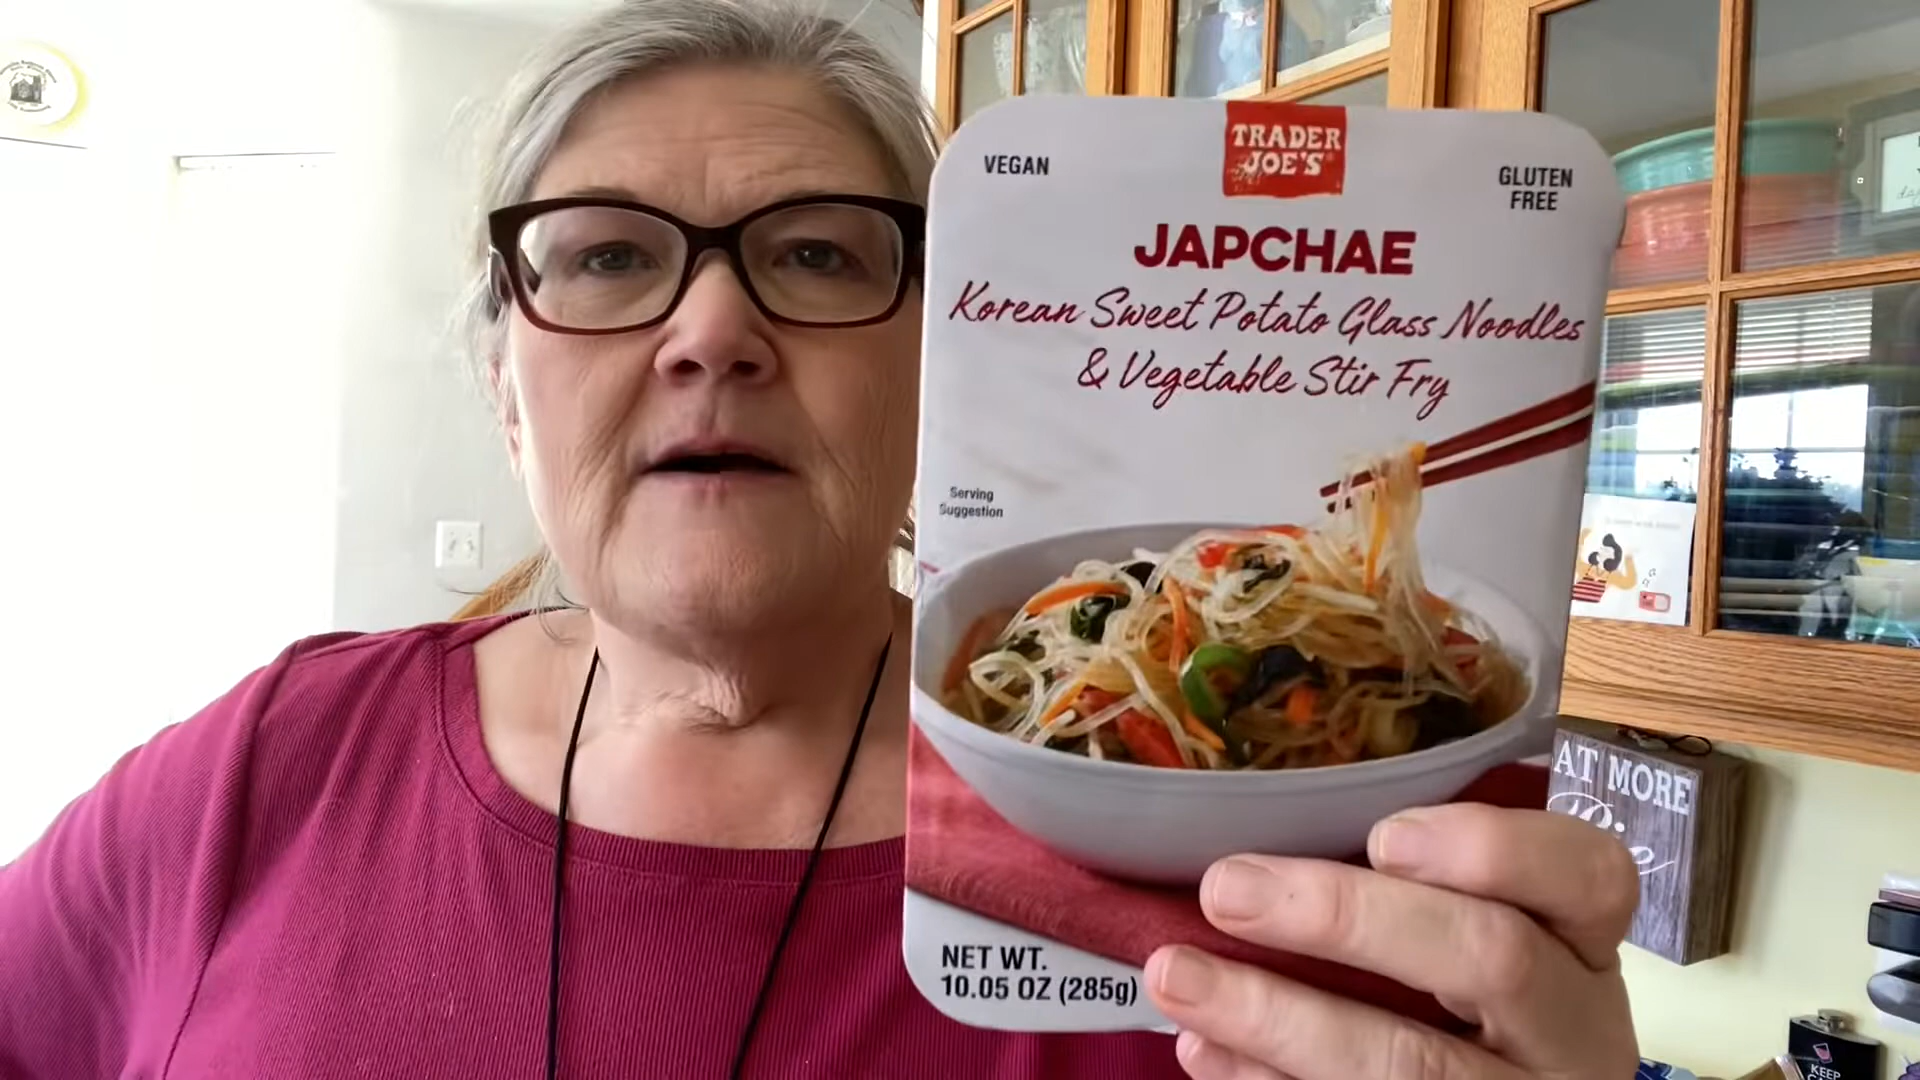 TRADER
JOE'S
VEGAN
GLUTEN
FREE
JAPCHAE
Korean Sweet Potato Glass Noodles
& Vegetable Stir Fry
Serving
Suggestion
NET WT.
10.05 OZ (285g)
AT MORE
KEEP